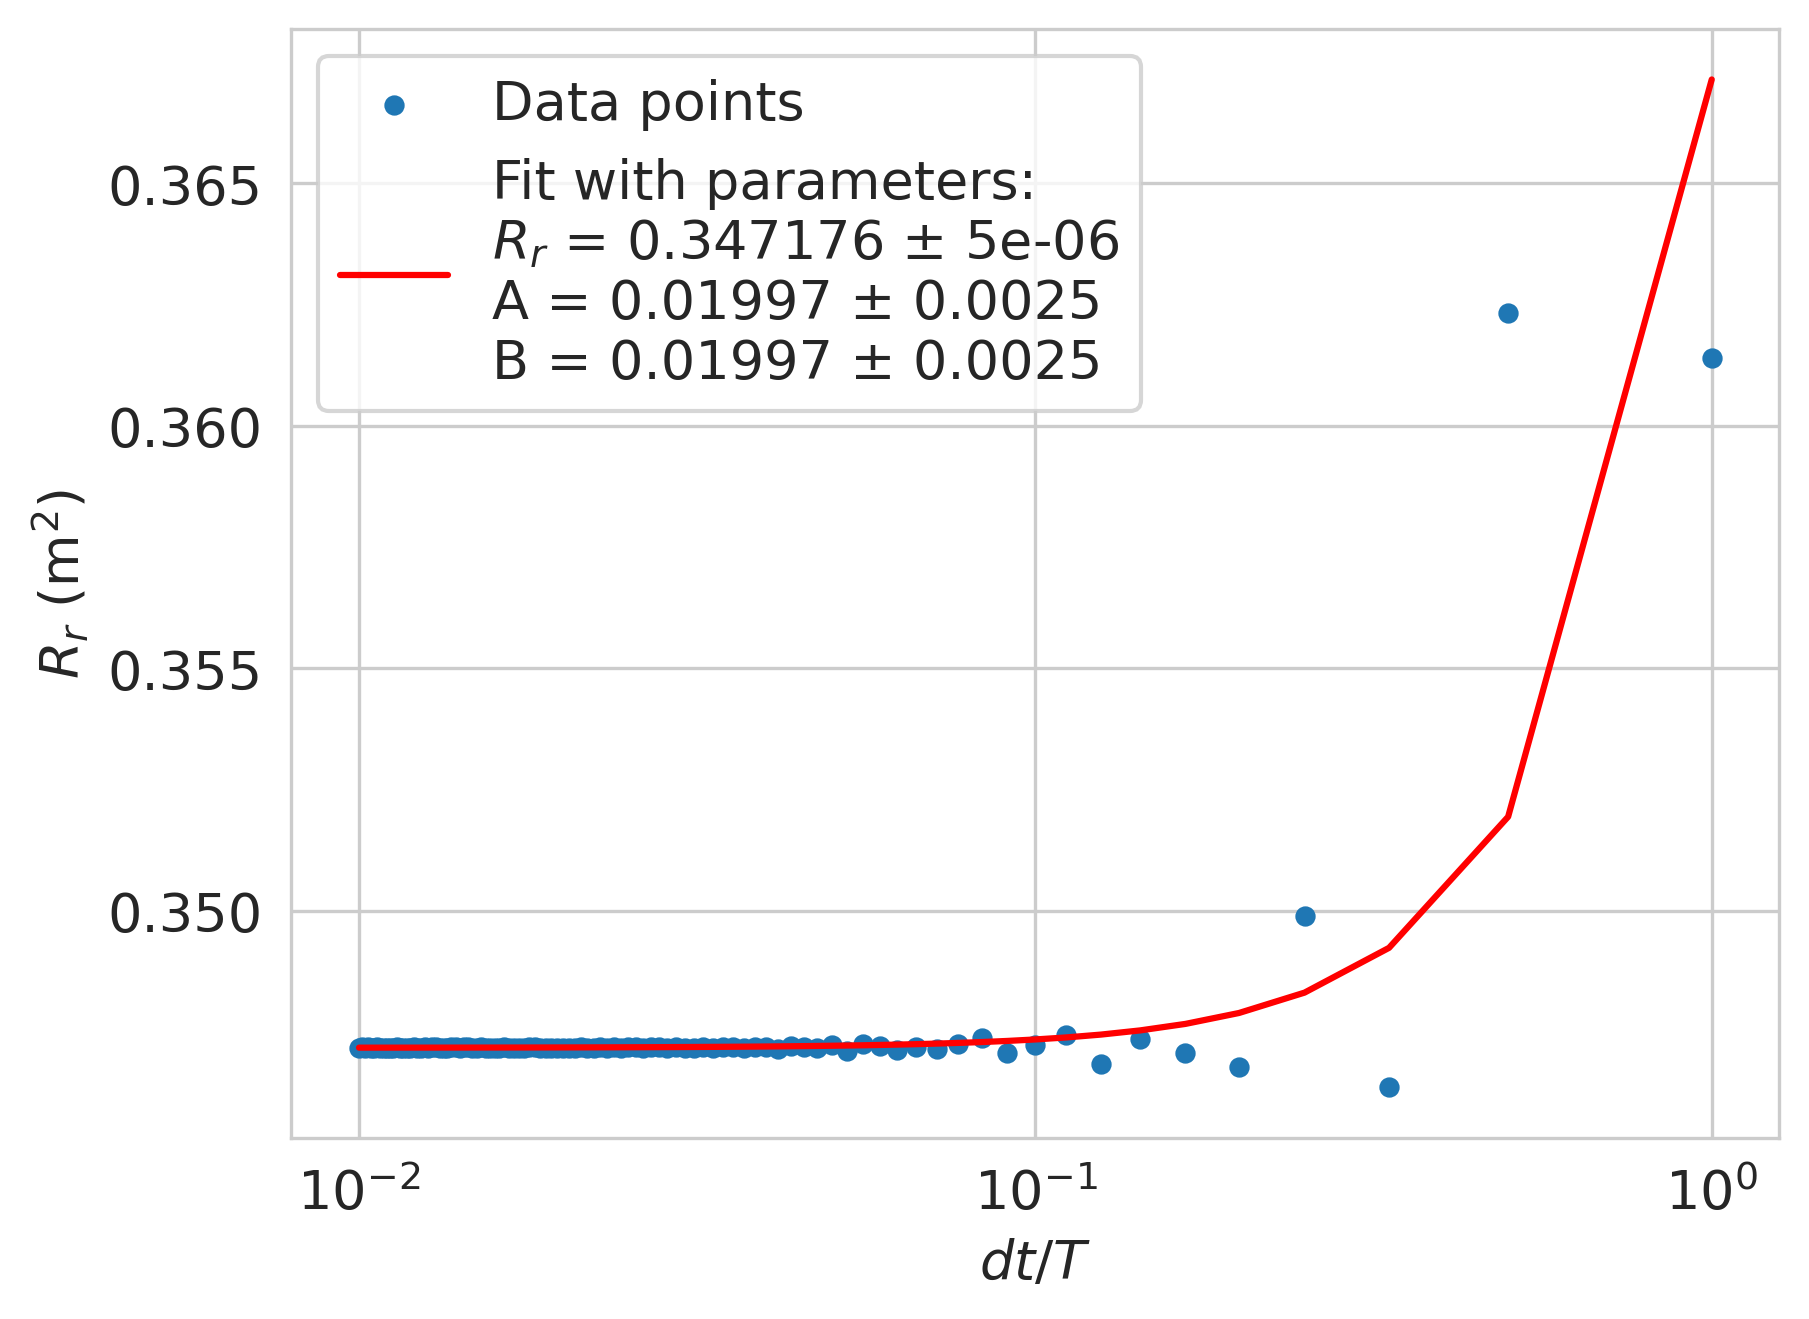 Data points
Fit with parameters:
R_r = 0.347176 ± 5e-06
A = 0.01997 ± 0.0025
B = 0.01997 ± 0.0025
0.365
0.360
0.355
0.350
R_r (m²)
10⁻²
10⁻¹
10⁰
dt/T